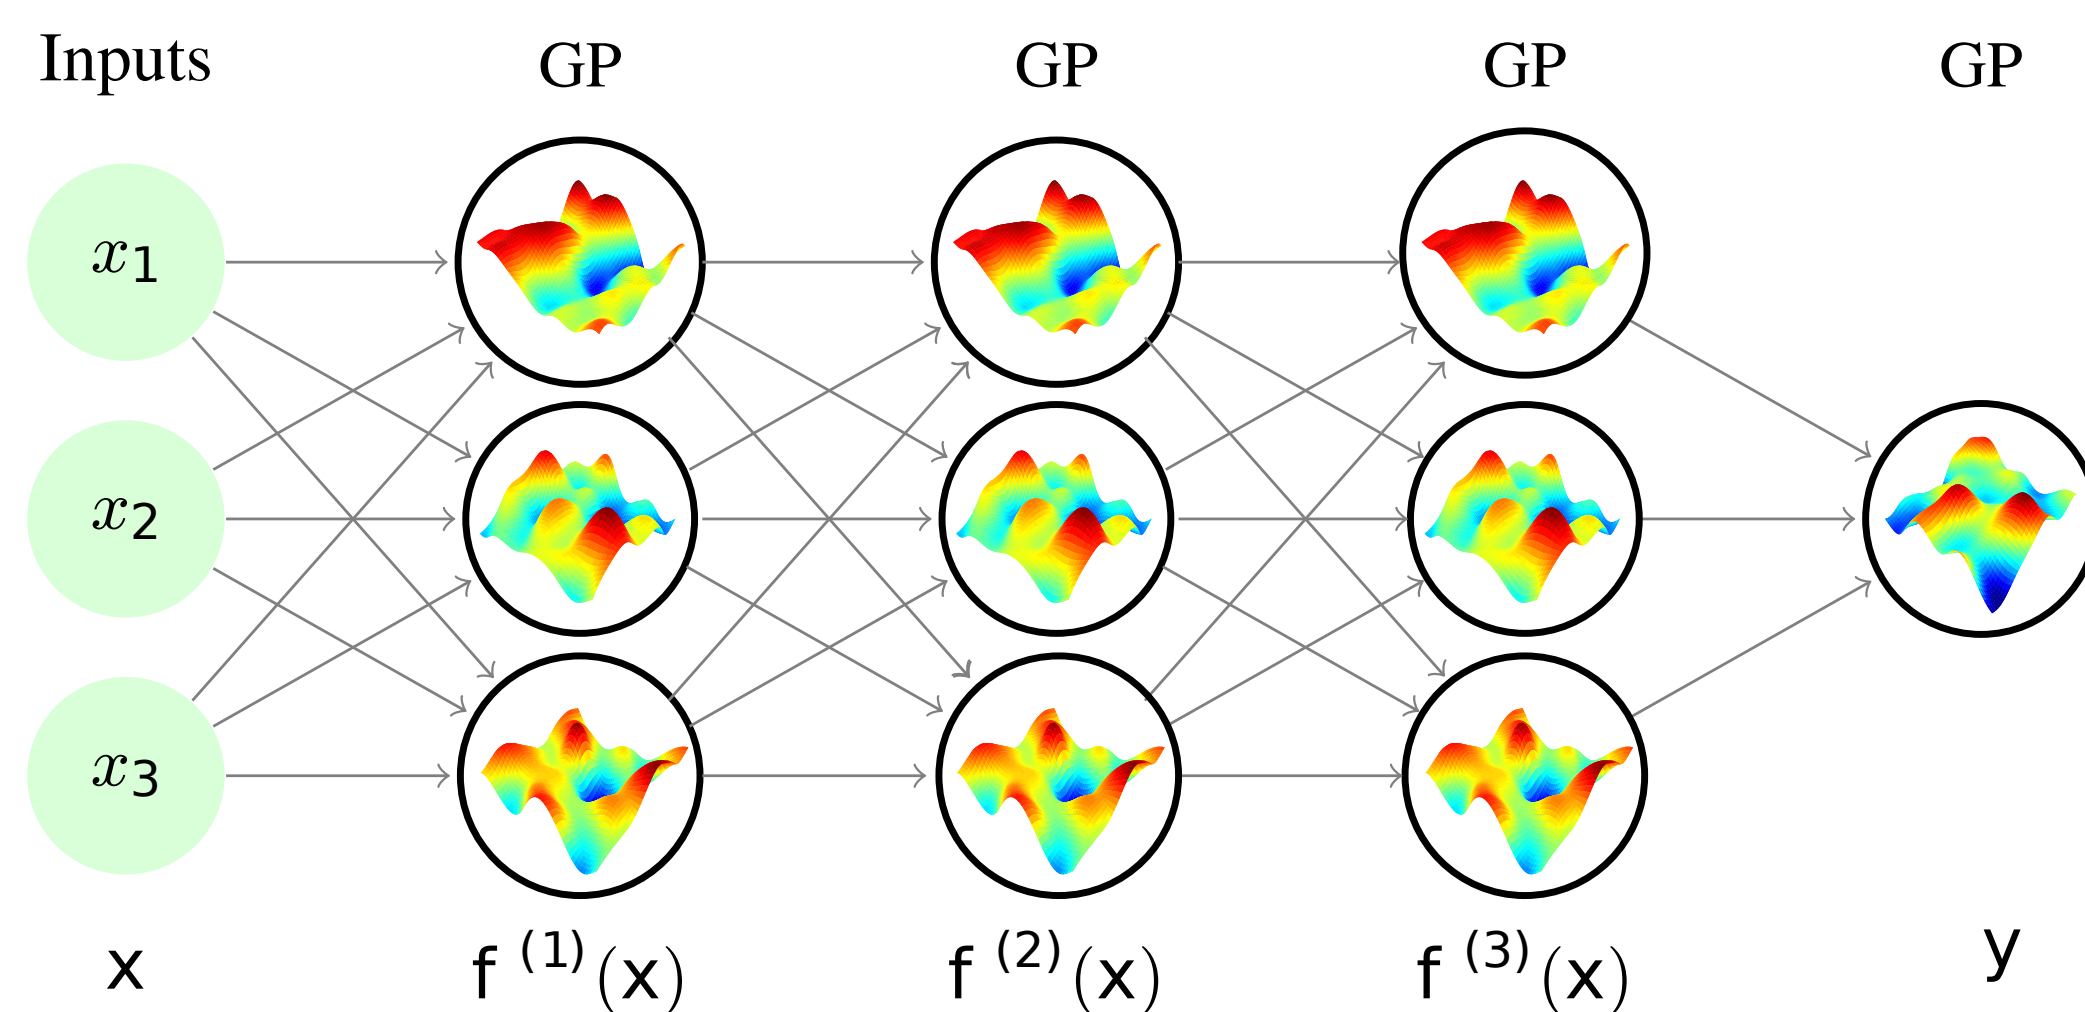 Inputs GP GP GP GP
x₁
x₂
x₃
x f⁽¹⁾(x) f⁽²⁾(x) f⁽³⁾(x) y